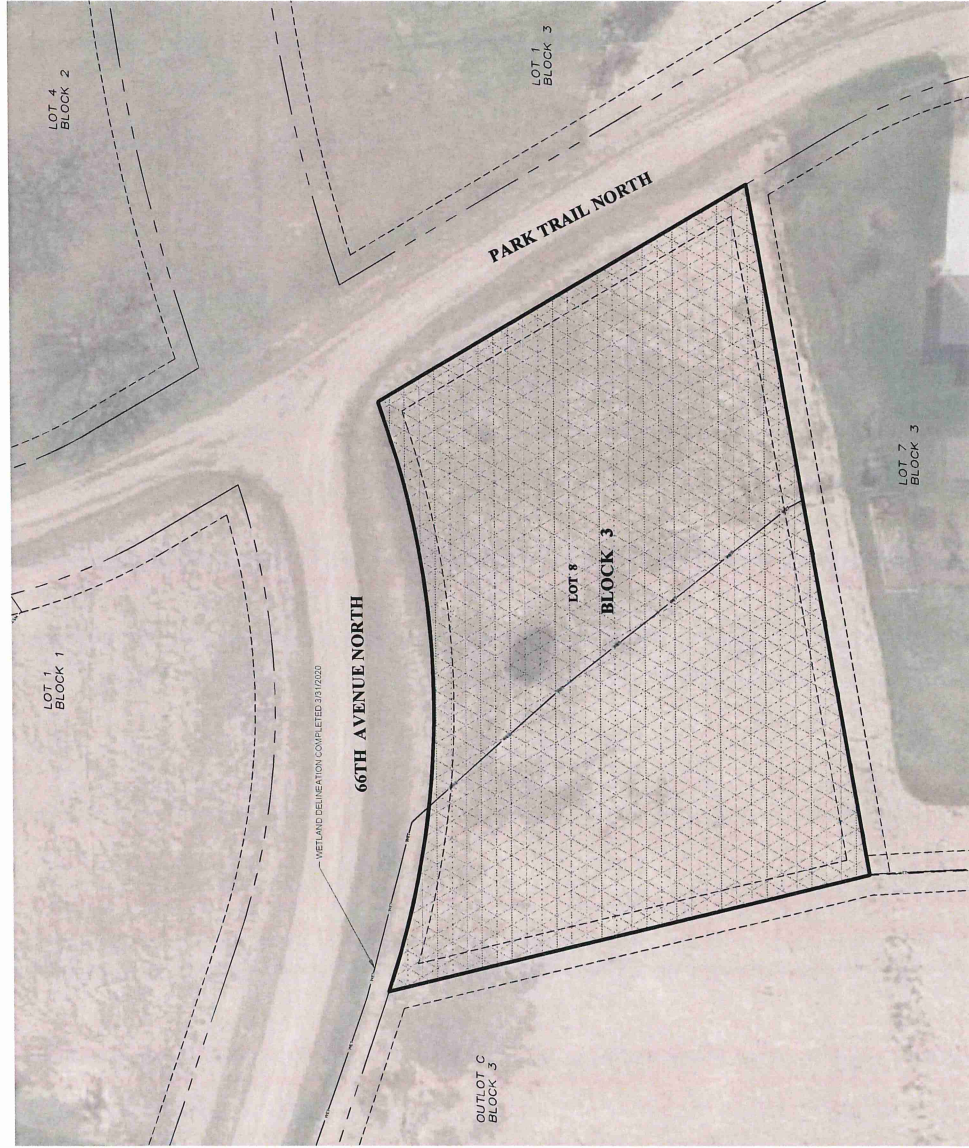 LOT 4
BLOCK 2
LOT 1
BLOCK 3
PARK TRAIL NORTH
LOT 1
BLOCK 1
WETLAND DELINEATION COMPLETED 3/31/2020
66TH AVENUE NORTH
LOT 8
BLOCK 3
LOT 7
BLOCK 3
OUTLOT C
BLOCK 3